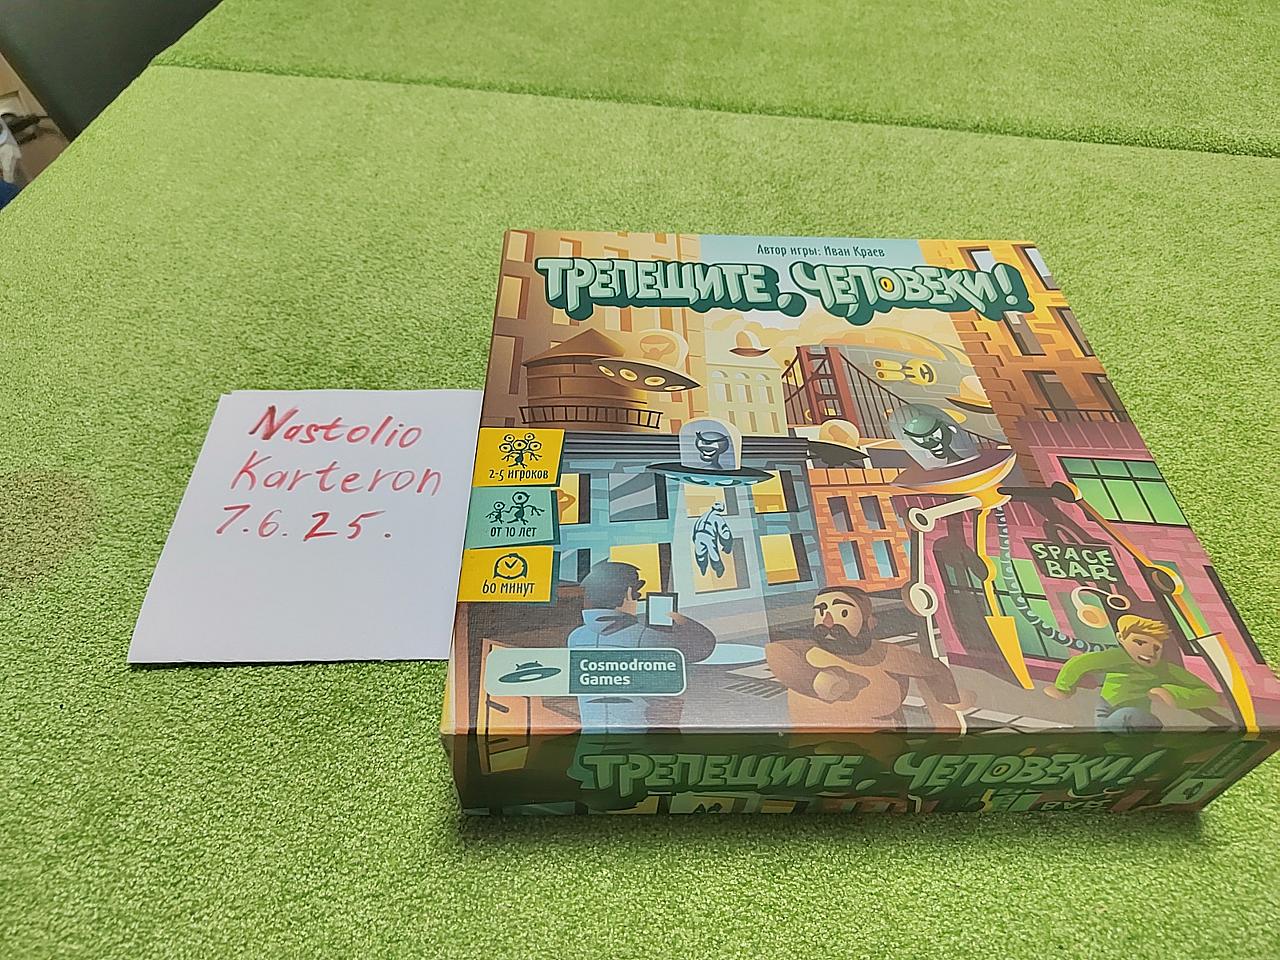 Nastolio
Karteron
7.6.25.
Автор игры: Иван Краев
ТРЕПЕЩИТЕ, ЧЕЛОВЕКИ!
2-5 игроков
от 10 лет
60 минут
SPACE
BAR
Cosmodrome
Games
ТРЕПЕЩИТЕ, ЧЕЛОВЕКИ!